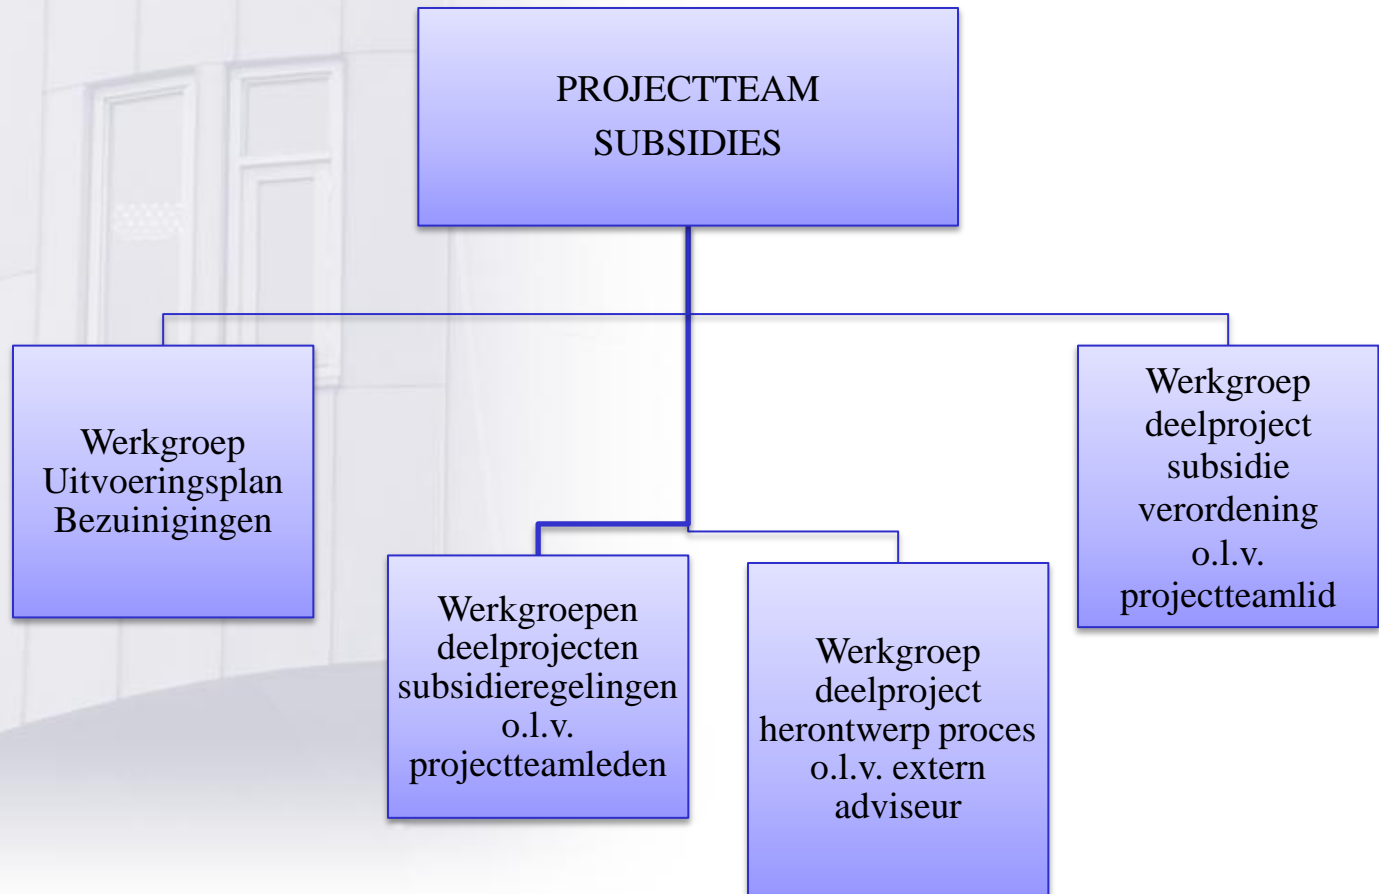 PROJECTTEAM
SUBSIDIES
Werkgroep
Uitvoeringsplan
Bezuinigingen
Werkgroepen
deelprojecten
subsidieregelingen
o.l.v.
projectteamleden
Werkgroep
deelproject
herontwerp proces
o.l.v. extern
adviseur
Werkgroep
deelproject
subsidie
verordening
o.l.v.
projectteamlid